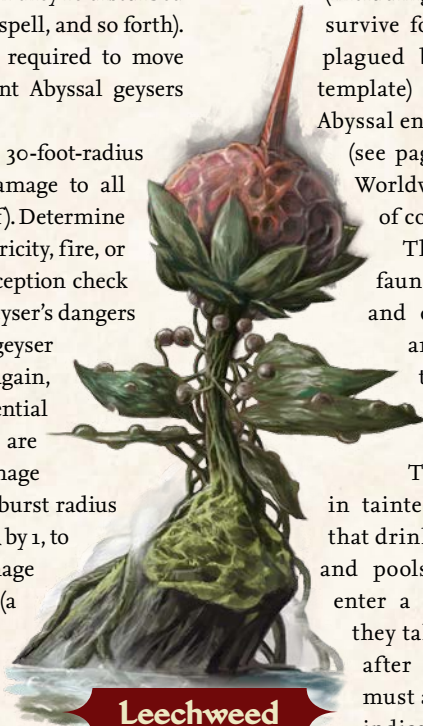 spell, and so forth).
required to move
nt Abyssal geysers
30-foot-radius
amage to all
f). Determine
ricity, fire, or
ception check
yser's dangers
geyser
gain,
ential
are
mage
burst radius
by 1, to
nage
(a
survive fo
plagued b
template)
Abyssal en
(see pag
Worldw
of co
Th
faun
and
ar
t
T
in tainte
that drin
and pools
enter a
they tal
after
must a
Leechweed